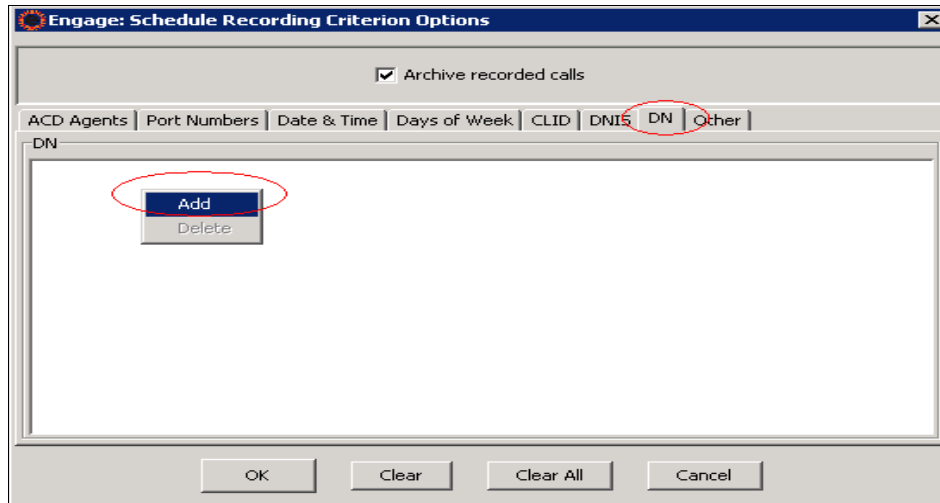 Engage: Schedule Recording Criterion Options
Archive recorded calls
ACD Agents Port Numbers Date & Time Days of Week CLID DNIS DN Other
DN
Add
Delete
OK Clear Clear All Cancel